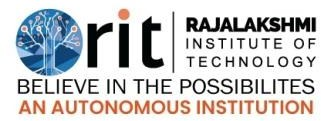 rit
RAJALAKSHMI
INSTITUTE OF
TECHNOLOGY
BELIEVE IN THE POSSIBILITES
AN AUTONOMOUS INSTITUTION